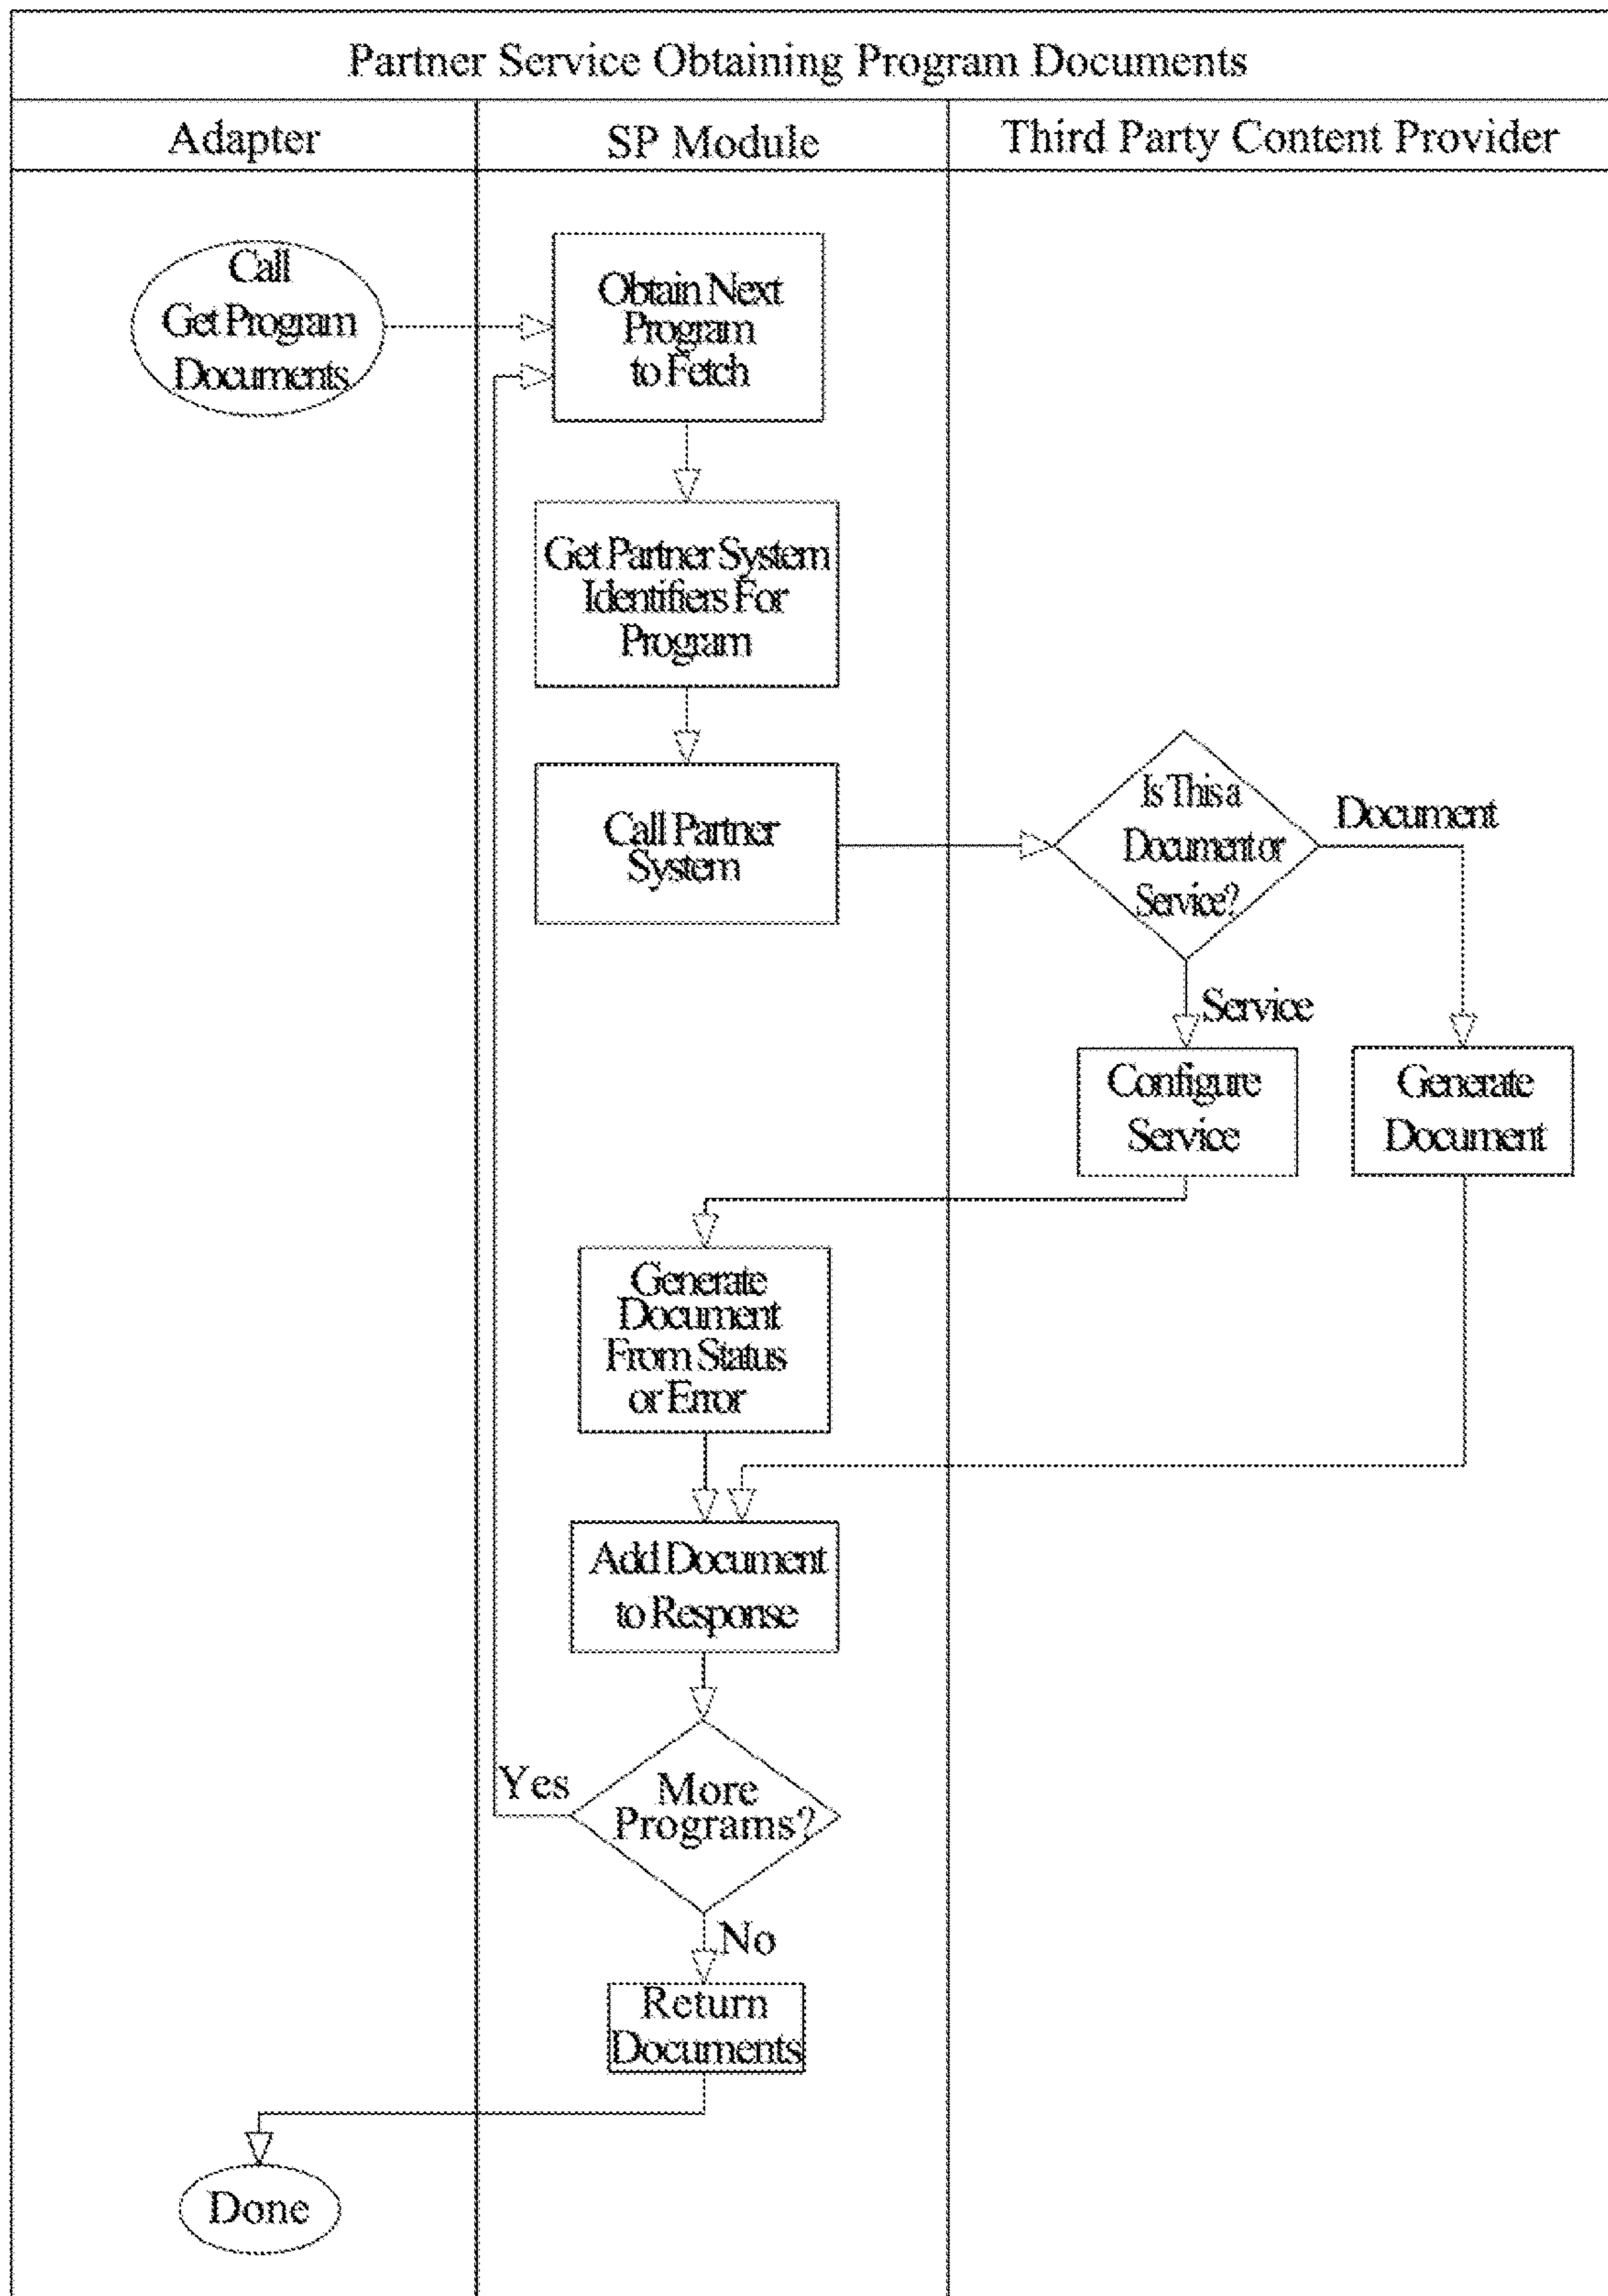 Partner Service Obtaining Program Documents
Adapter
SP Module
Third Party Content Provider
Call
Get Program
Documents
Obtain Next
Program
to Fetch
Get Partner System
Identifiers For
Program
Call Partner
System
Is This a
Document or
Service?
Document
Service
Configure
Service
Generate
Document
Generate
Document
From Status
or Error
Add Document
to Response
More
Programs?
Yes
No
Return
Documents
Done